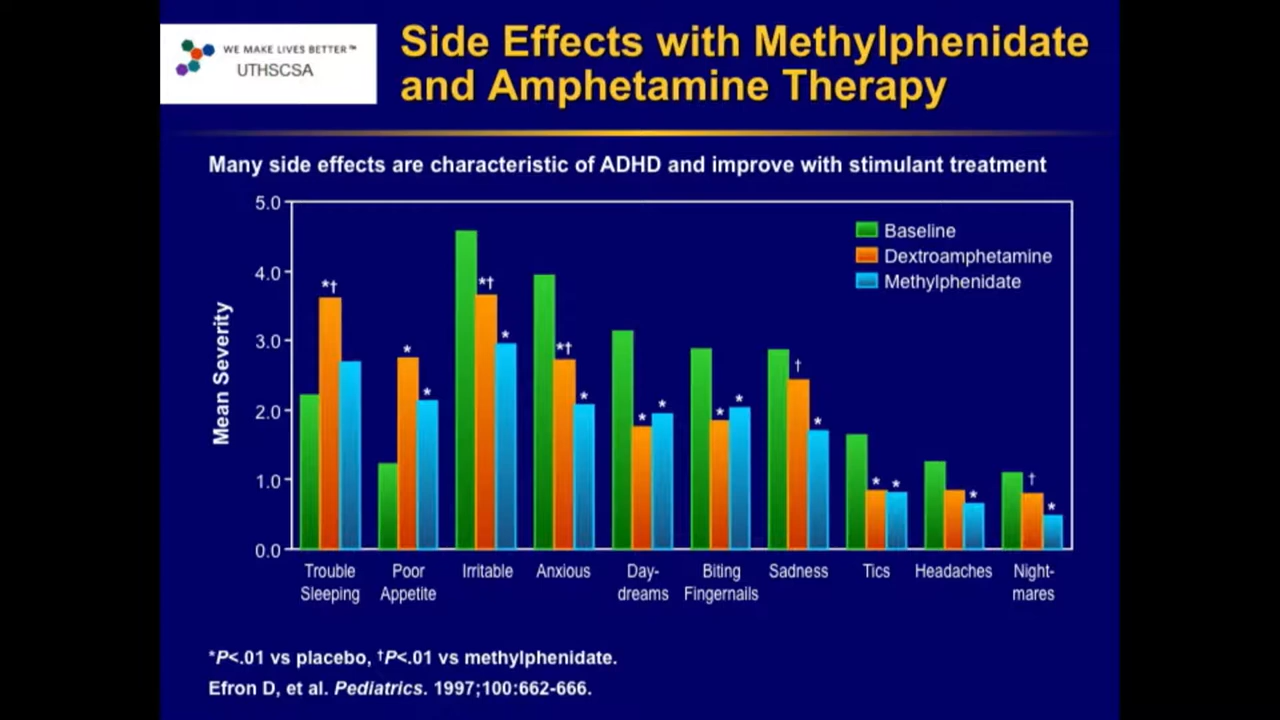 WE MAKE LIVES BETTER™
UTHSCSA
Side Effects with Methylphenidate
and Amphetamine Therapy
Many side effects are characteristic of ADHD and improve with stimulant treatment
Mean Severity
5.0
4.0
3.0
2.0
1.0
0.0
Baseline
Dextroamphetamine
Methylphenidate
*†
*
*
*†
*
*†
*
*
*
*
*
†
*
*
*
*
†
*
Trouble
Sleeping
Poor
Appetite
Irritable
Anxious
Day-
dreams
Biting
Fingernails
Sadness
Tics
Headaches
Night-
mares
*P<.01 vs placebo, †P<.01 vs methylphenidate.
Efron D, et al. Pediatrics. 1997;100:662-666.